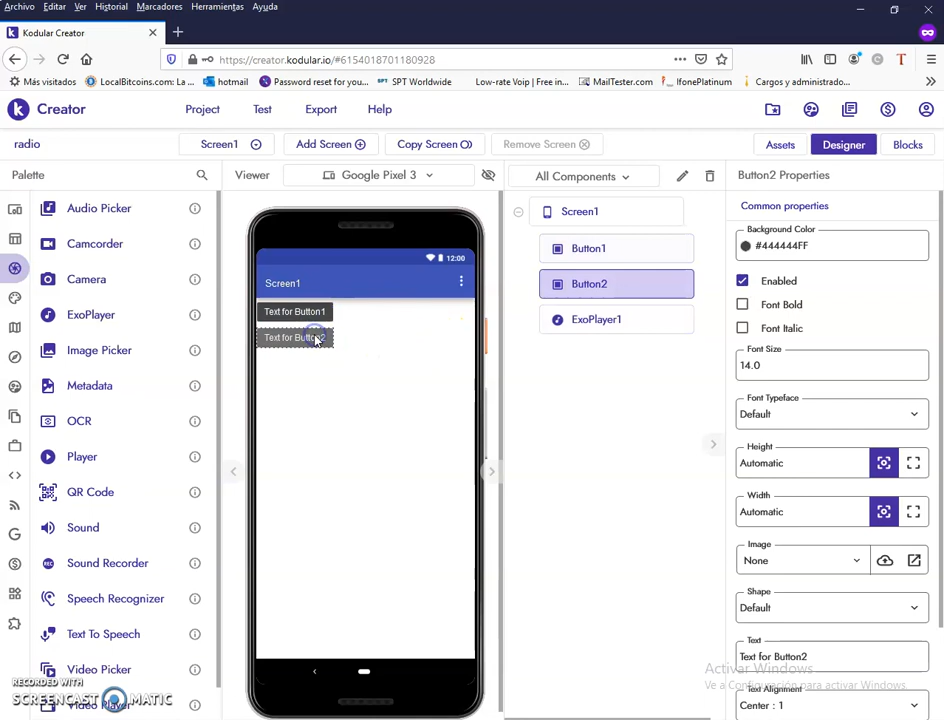 Archivo Editar Ver Historial Marcadores Herramientas Ayuda
Kodular Creator
https://creator.kodular.io/#6154018701180928
Más visitados LocalBitcoins.com: La ... hotmail Password reset for you... SPT Worldwide Low-rate Voip | Free in... MailTester.com IfonePlatinum Cargos y administrado...
Creator Project Test Export Help
radio Screen1 Add Screen Copy Screen Remove Screen Assets Designer Blocks
Palette Viewer Google Pixel 3 All Components Button2 Properties
Audio Picker
Camcorder
Camera
ExoPlayer
Image Picker
Metadata
OCR
Player
QR Code
Sound
Sound Recorder
Speech Recognizer
Text To Speech
Video Picker
Video Player
RECORDED WITH
SCREENCAST MATIC
12:00
Screen1
Text for Button1
Text for Button2
Screen1
Button1
Button2
ExoPlayer1
Common properties
Background Color
#444444FF
Enabled
Font Bold
Font Italic
Font Size
14.0
Font Typeface
Default
Height
Automatic
Width
Automatic
Image
None
Shape
Default
Text
Text for Button2
Text Alignment
Center : 1
Activar Windows
Ve a Configuración para activar Windows.